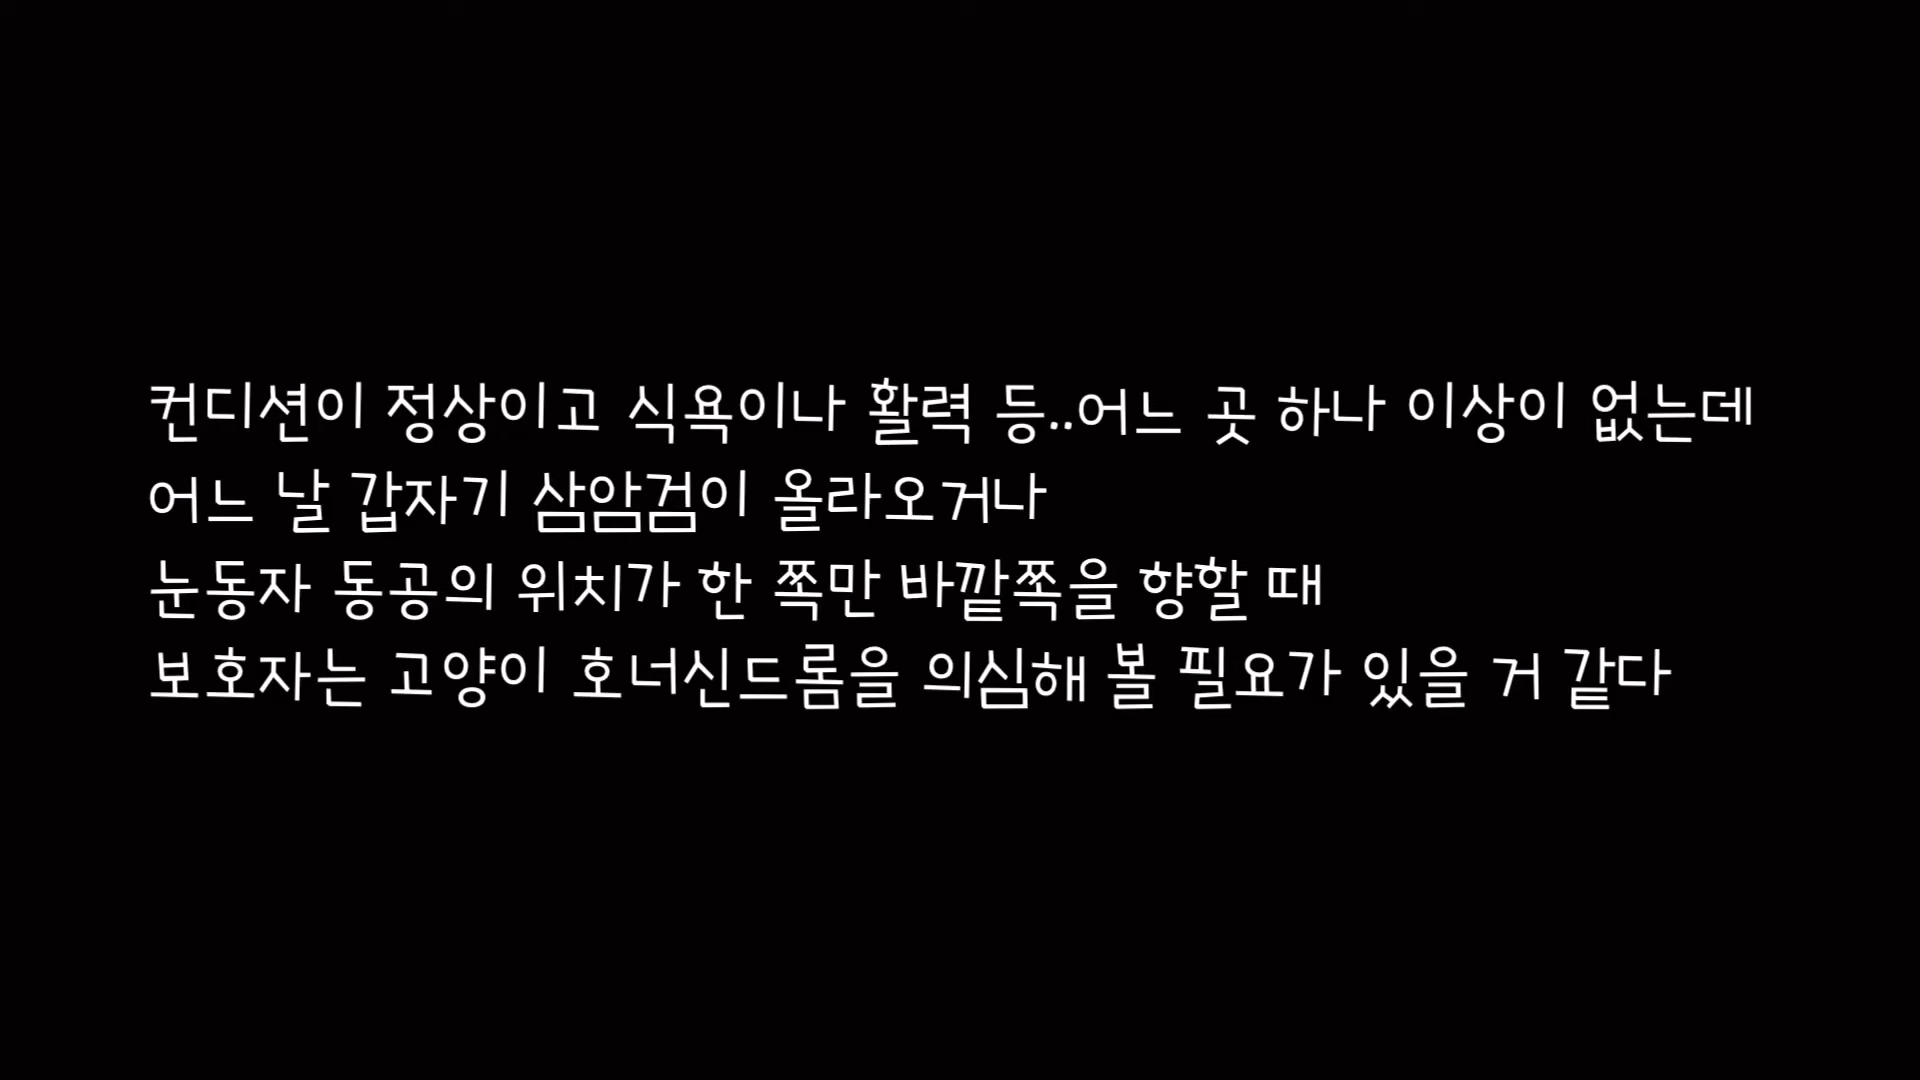 컨디션이 정상이고 식욕이나 활력 등..어느 곳 하나 이상이 없는데
어느 날 갑자기 삼암검이 올라오거나
눈동자 동공의 위치가 한 쪽만 바깥쪽을 향할 때
보호자는 고양이 호너신드롬을 의심해 볼 필요가 있을 거 같다